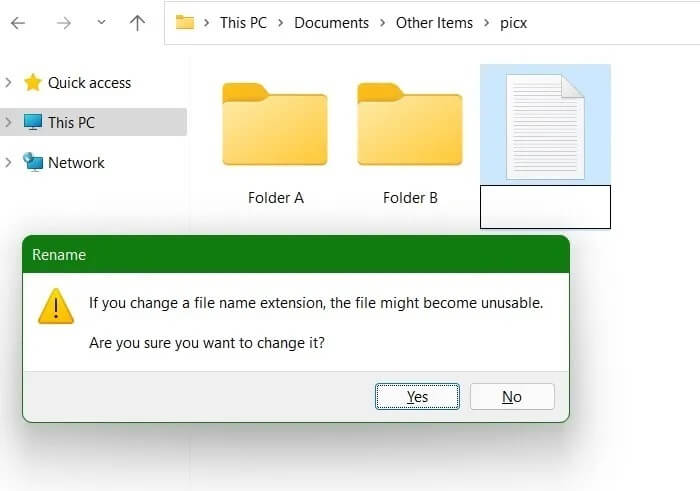 This PC > Documents > Other Items > picx
Quick access
This PC
Network
Folder A
Folder B
Rename
If you change a file name extension, the file might become unusable.
Are you sure you want to change it?
Yes
No